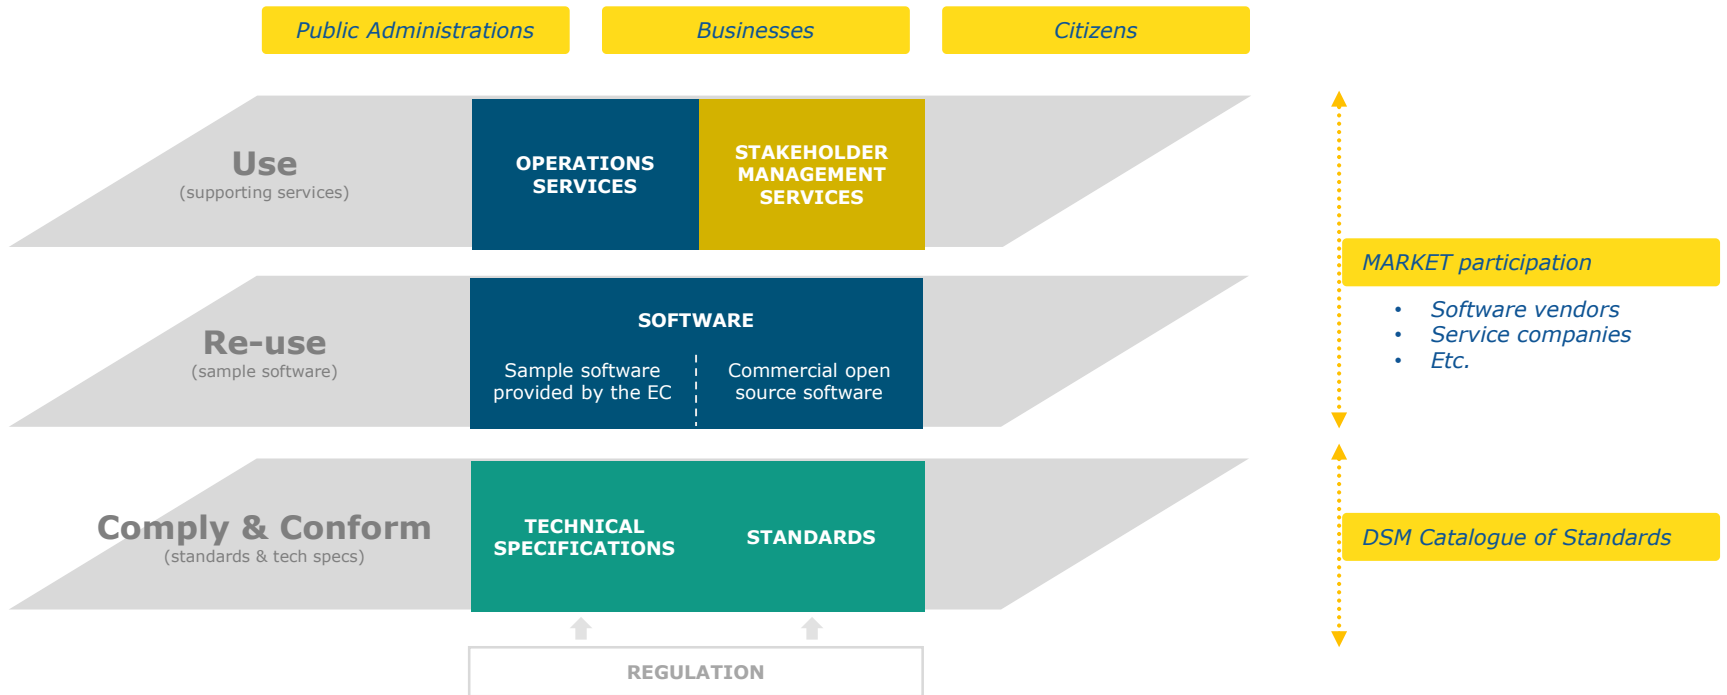 Public Administrations
Businesses
Citizens
Use
(supporting services)
OPERATIONS
SERVICES
STAKEHOLDER
MANAGEMENT
SERVICES
MARKET participation
• Software vendors
• Service companies
• Etc.
Re-use
(sample software)
SOFTWARE
Sample software
provided by the EC
Commercial open
source software
Comply & Conform
(standards & tech specs)
TECHNICAL
SPECIFICATIONS
STANDARDS
DSM Catalogue of Standards
REGULATION